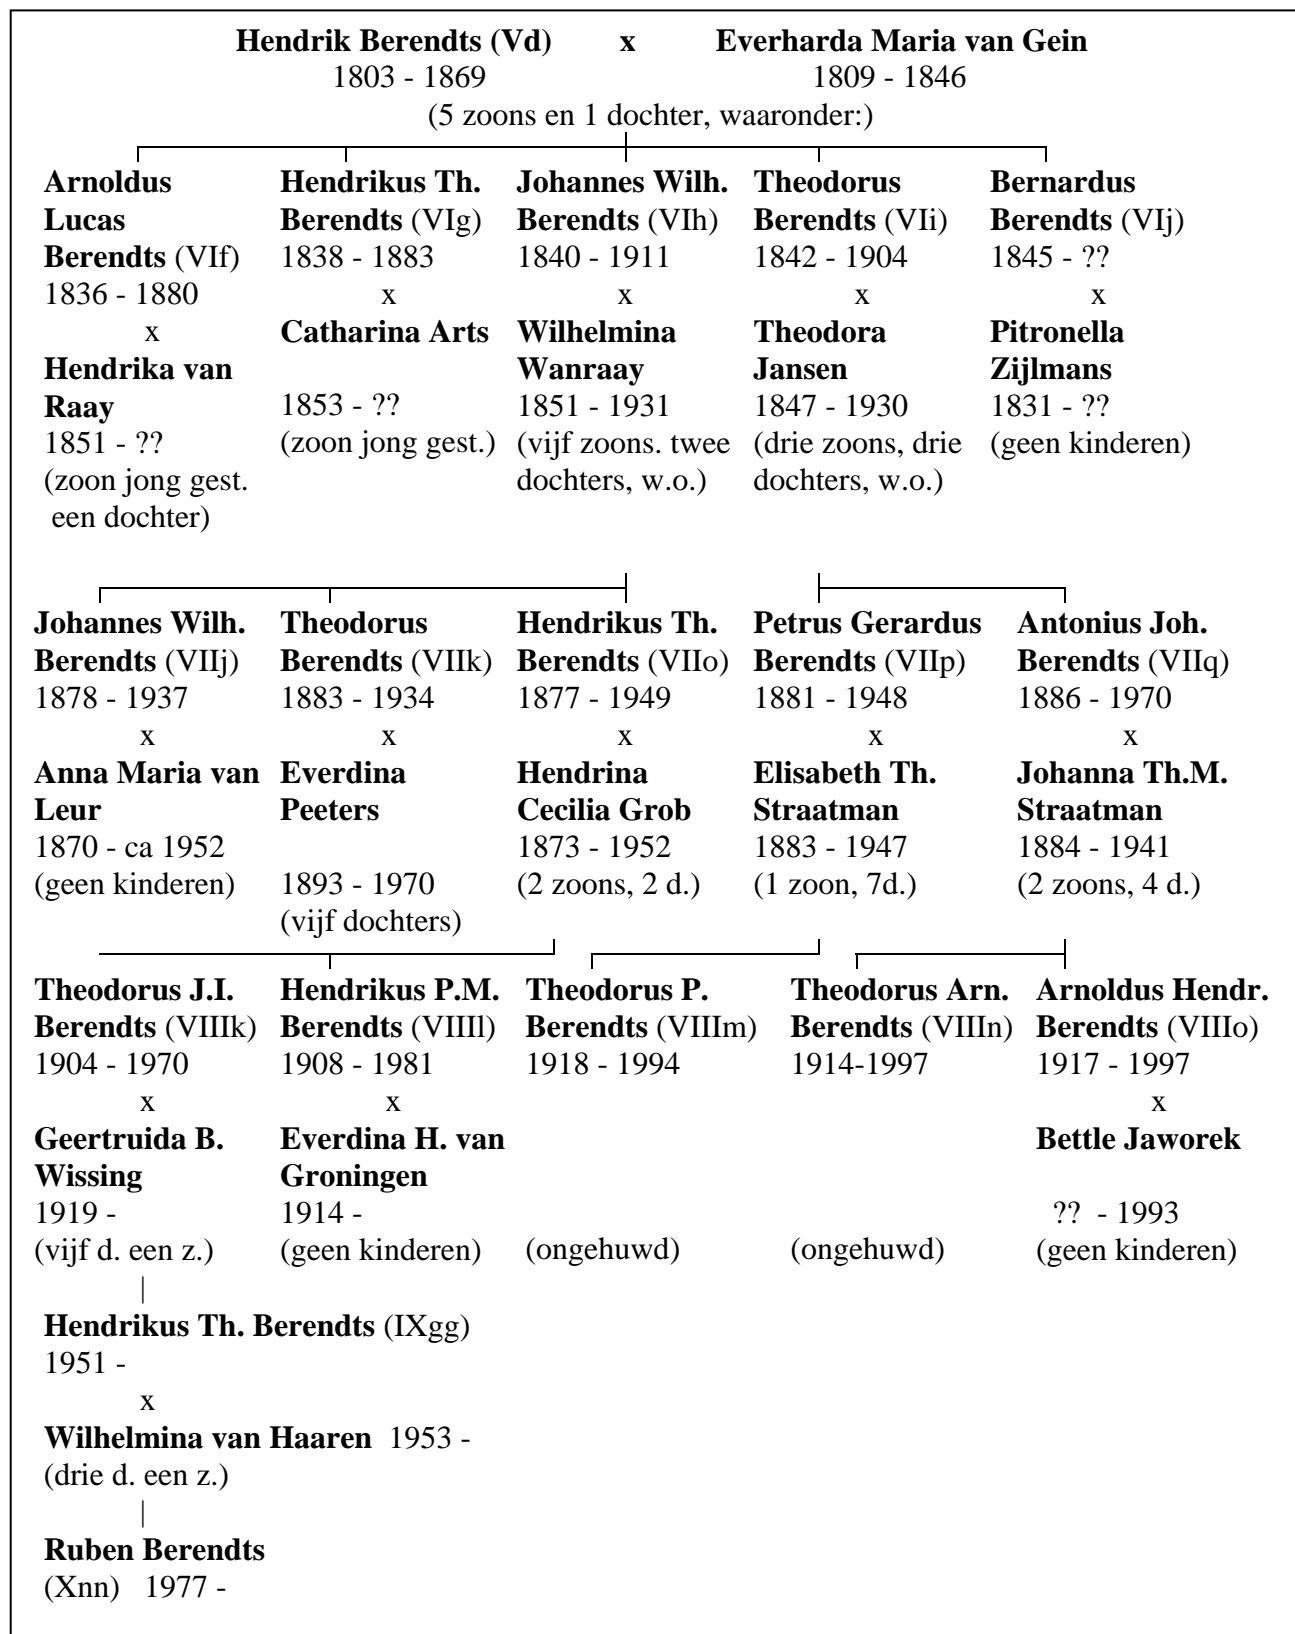 Hendrik Berendts (Vd) x Everharda Maria van Gein
1803 - 1869 1809 - 1846
(5 zoons en 1 dochter, waaronder:)
Arnoldus
Lucas
Berendts (VIf)
1836 - 1880
x
Hendrika van
Raay
1851 - ??
(zoon jong gest.
een dochter)
Hendrikus Th.
Berendts (VIg)
1838 - 1883
x
Catharina Arts
1853 - ??
(zoon jong gest.)
Johannes Wilh.
Berendts (VIh)
1840 - 1911
x
Wilhelmina
Wanraay
1851 - 1931
(vijf zoons. twee
dochters, w.o.)
Theodorus
Berendts (VIi)
1842 - 1904
x
Theodora
Jansen
1847 - 1930
(drie zoons, drie
dochters, w.o.)
Bernardus
Berendts (VIj)
1845 - ??
x
Pitronella
Zijlmans
1831 - ??
(geen kinderen)
Johannes Wilh.
Berendts (VIIj)
1878 - 1937
x
Anna Maria van
Leur
1870 - ca 1952
(geen kinderen)
Theodorus
Berendts (VIIk)
1883 - 1934
x
Everdina
Peeters
1893 - 1970
(vijf dochters)
Hendrikus Th.
Berendts (VIIo)
1877 - 1949
x
Hendrina
Cecilia Grob
1873 - 1952
(2 zoons, 2 d.)
Petrus Gerardus
Berendts (VIIp)
1881 - 1948
x
Elisabeth Th.
Straatman
1883 - 1947
(1 zoon, 7d.)
Antonius Joh.
Berendts (VIIq)
1886 - 1970
x
Johanna Th.M.
Straatman
1884 - 1941
(2 zoons, 4 d.)
Theodorus J.I.
Berendts (VIIIk)
1904 - 1970
x
Geertruida B.
Wissing
1919 -
(vijf d. een z.)
Hendrikus P.M.
Berendts (VIIIl)
1908 - 1981
x
Everdina H. van
Groningen
1914 -
(geen kinderen)
Theodorus P.
Berendts (VIIIm)
1918 - 1994
(ongehuwd)
Theodorus Arn.
Berendts (VIIIn)
1914-1997
(ongehuwd)
Arnoldus Hendr.
Berendts (VIIIo)
1917 - 1997
x
Bettle Jaworek
?? - 1993
(geen kinderen)
Hendrikus Th. Berendts (IXgg)
1951 -
x
Wilhelmina van Haaren 1953 -
(drie d. een z.)
Ruben Berendts
(Xnn) 1977 -